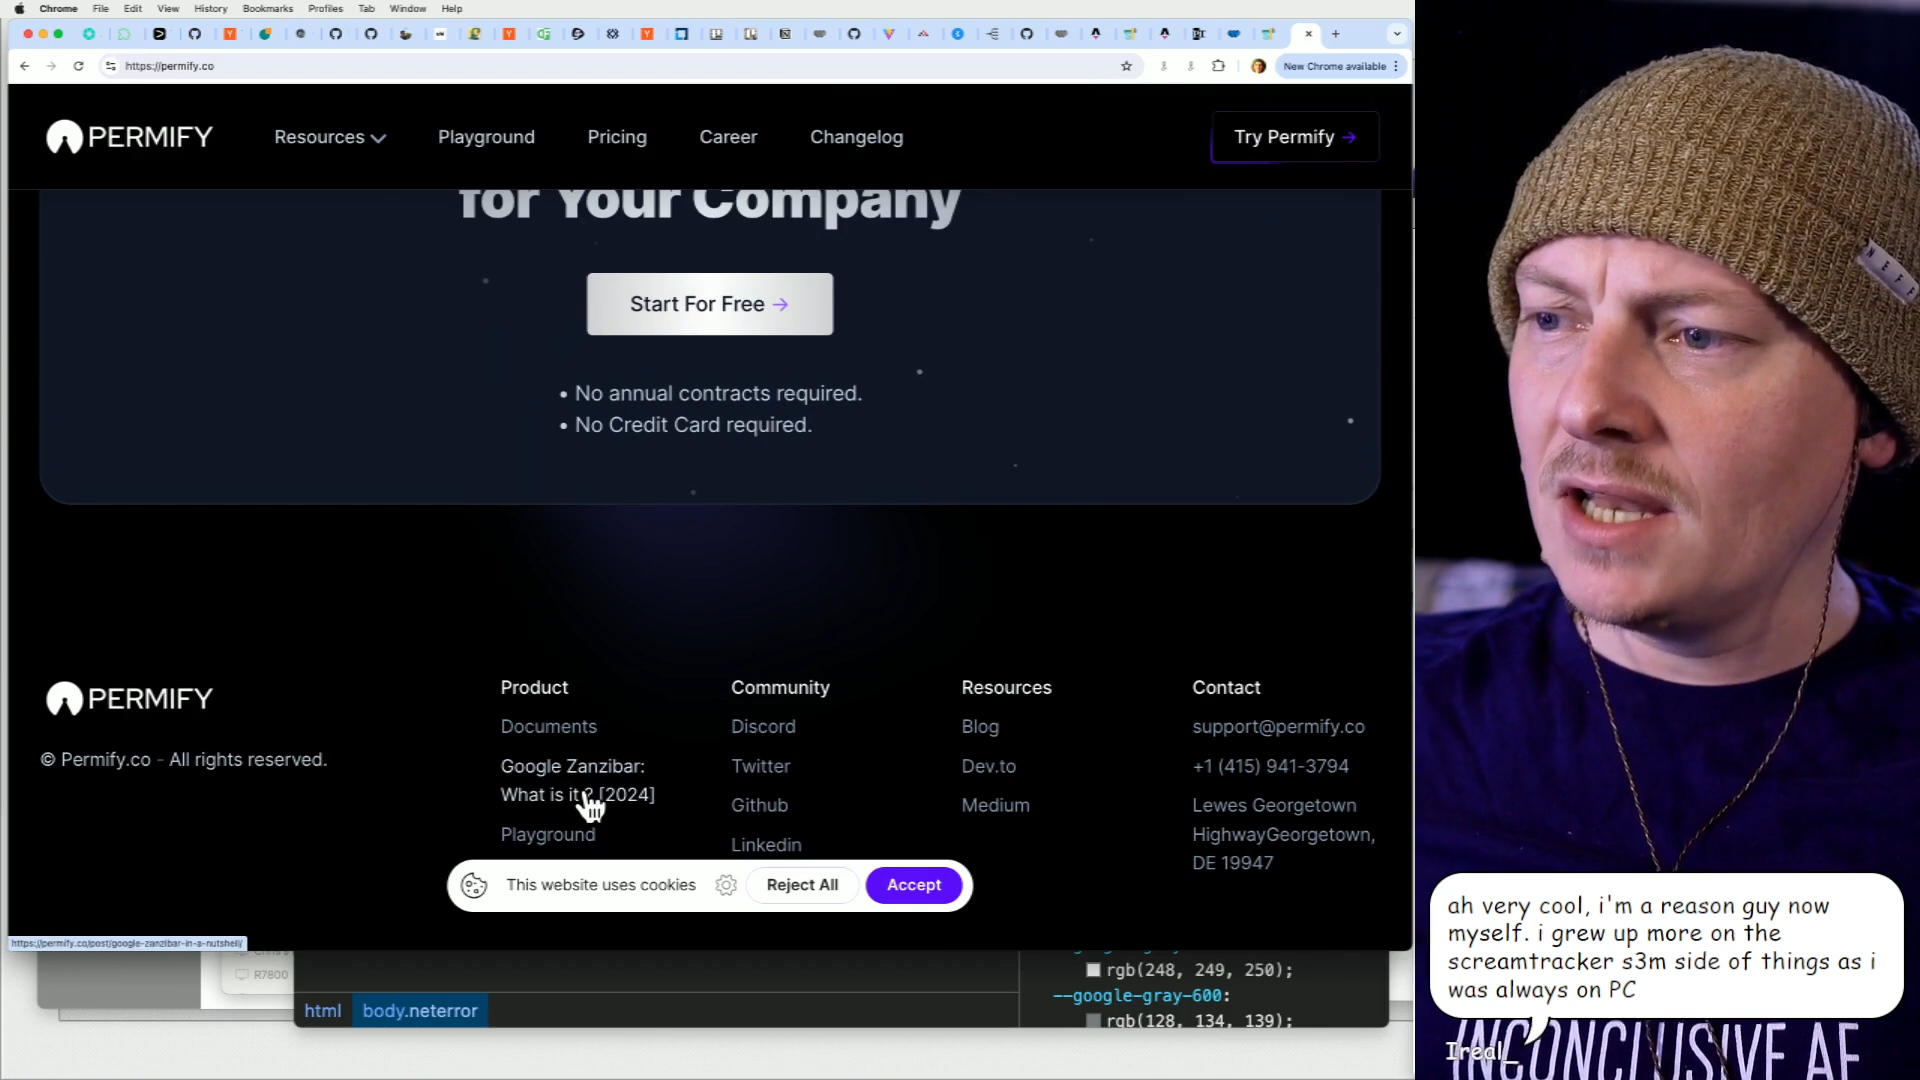 Chrome File Edit View History Bookmarks Profiles Tab Window Help
https://permify.co
New Chrome available
PERMIFY
Resources
Playground
Pricing
Career
Changelog
Try Permify →
for Your Company
Start For Free →
• No annual contracts required.
• No Credit Card required.
PERMIFY
© Permify.co - All rights reserved.
Product
Documents
Google Zanzibar:
What is it ? [2024]
Playground
Community
Discord
Twitter
Github
Linkedin
Resources
Blog
Dev.to
Medium
Contact
support@permify.co
+1 (415) 941-3794
Lewes Georgetown
HighwayGeorgetown,
DE 19947
This website uses cookies
Reject All
Accept
https://permify.co/post/google-zanzibar-in-a-nutshell/
R7800
html
body.neterror
rgb(248, 249, 250);
--google-gray-600:
rgb(128, 134, 139);
NEFF
ah very cool, i'm a reason guy now
myself. i grew up more on the
screamtracker s3m side of things as i
was always on PC
Ireal_
INCONCLUSIVE AF